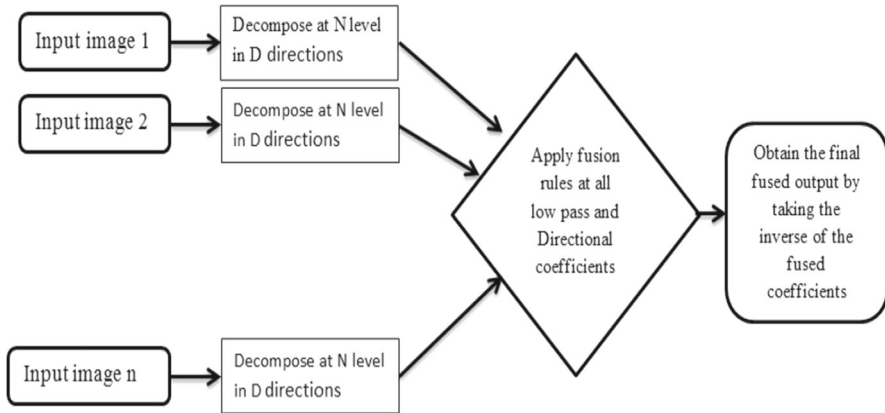 Input image 1
Decompose at N level
in D directions
Input image 2
Decompose at N level
in D directions
Apply fusion
rules at all
low pass and
Directional
coefficients
Obtain the final
fused output by
taking the
inverse of the
fused
coefficients
Input image n
Decompose at N level
in D directions